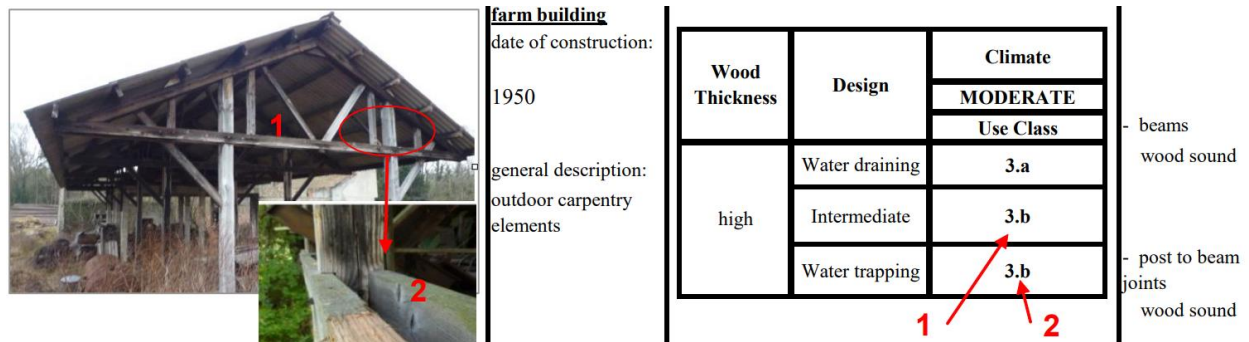 1
2
farm building
date of construction:
1950
general description:
outdoor carpentry
elements
Wood
Thickness
Design
Climate
MODERATE
Use Class
high
Water draining
3.a
Intermediate
3.b
Water trapping
3.b
1
2
- beams
wood sound
- post to beam
joints
wood sound